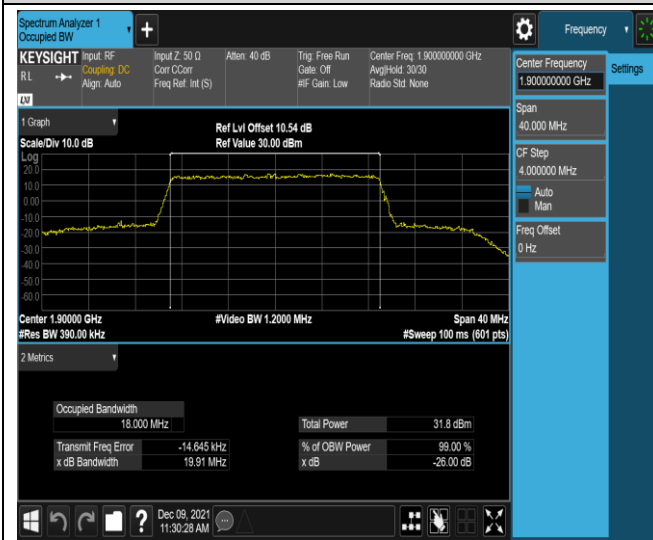 Spectrum Analyzer 1
Occupied BW
+
Frequency
KEYSIGHT
RL
LXI
Input: RF
Coupling: DC
Align: Auto
Input Z: 50 Ω
Corr CCorr
Freq Ref: Int (S)
Atten: 40 dB
Trig: Free Run
Gate: Off
#IF Gain: Low
Center Freq: 1.900000000 GHz
Avg|Hold: 30/30
Radio Std: None
Center Frequency
1.900000000 GHz
Settings
Span
40.000 MHz
CF Step
4.000000 MHz
Auto
Man
Freq Offset
0 Hz
1 Graph
Scale/Div 10.0 dB
Ref Lvl Offset 10.54 dB
Ref Value 30.00 dBm
Log
20.0
10.0
0.00
-10.0
-20.0
-30.0
-40.0
-50.0
-60.0
Center 1.90000 GHz
#Video BW 1.2000 MHz
Span 40 MHz
#Res BW 390.00 kHz
#Sweep 100 ms (601 pts)
2 Metrics
Occupied Bandwidth
18.000 MHz
Total Power 31.8 dBm
Transmit Freq Error -14.645 kHz
% of OBW Power 99.00 %
x dB Bandwidth 19.91 MHz
x dB -26.00 dB
?
Dec 09, 2021
11:30:28 AM